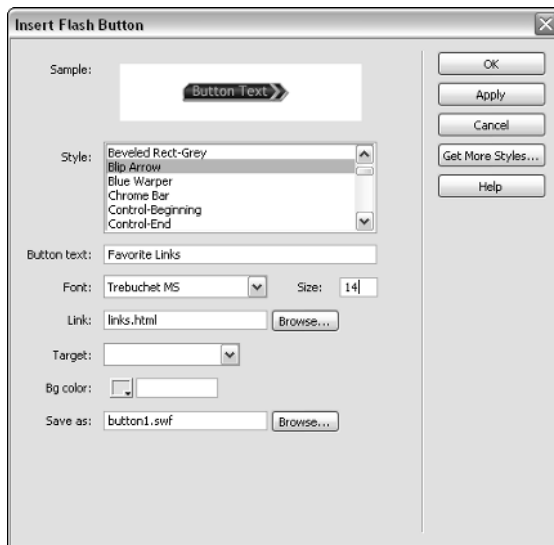 Insert Flash Button
Sample:
Button Text
Style:
Beveled Rect-Grey
Blip Arrow
Blue Warper
Chrome Bar
Control-Beginning
Control-End
Button text: Favorite Links
Font: Trebuchet MS Size: 14
Link: links.html Browse...
Target:
Bg color:
Save as: button1.swf Browse...
OK
Apply
Cancel
Get More Styles...
Help